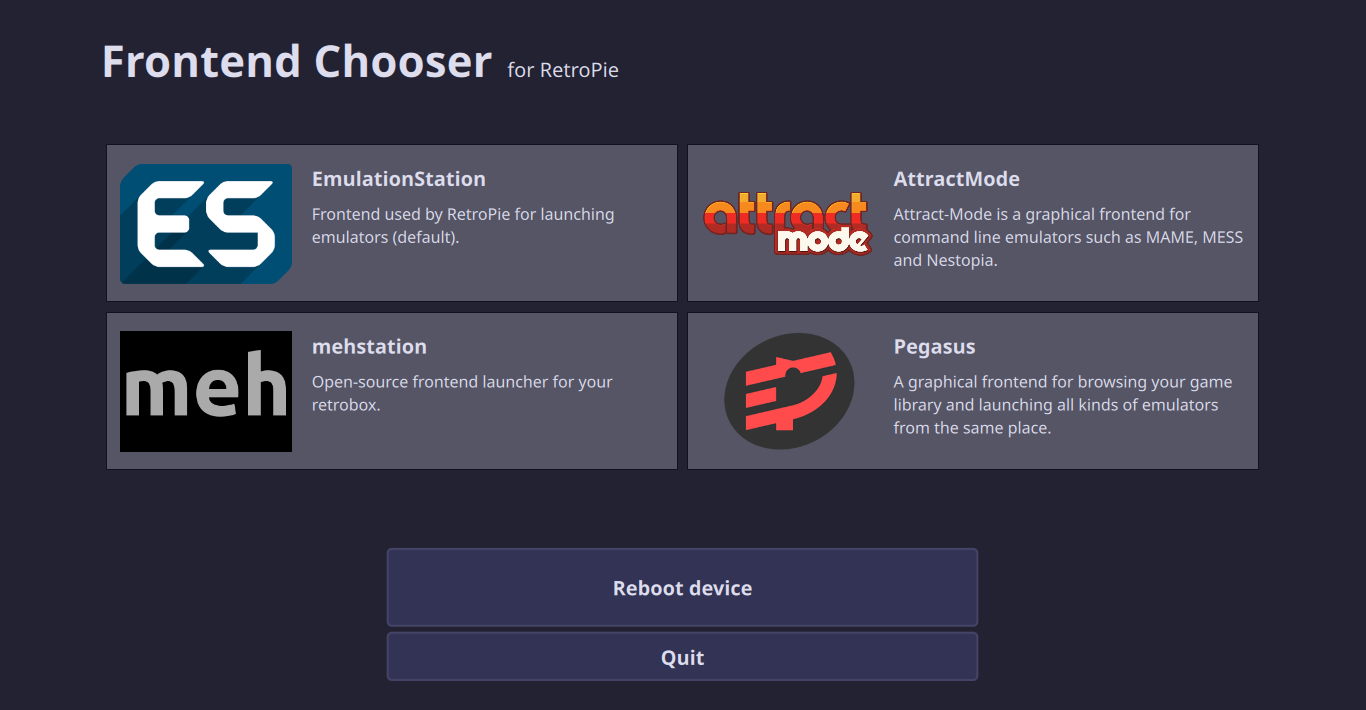 Frontend Chooser for RetroPie
ES
EmulationStation
Frontend used by RetroPie for launching
emulators (default).
attract
mode
AttractMode
Attract-Mode is a graphical frontend for
command line emulators such as MAME, MESS
and Nestopia.
meh
mehstation
Open-source frontend launcher for your
retrobox.
Pegasus
A graphical frontend for browsing your game
library and launching all kinds of emulators
from the same place.
Reboot device
Quit